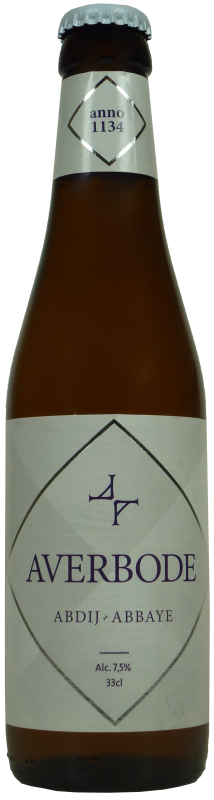 anno
1134
AVERBODE
ABDIJ ABBAYE
Alc. 7,5%
33cl